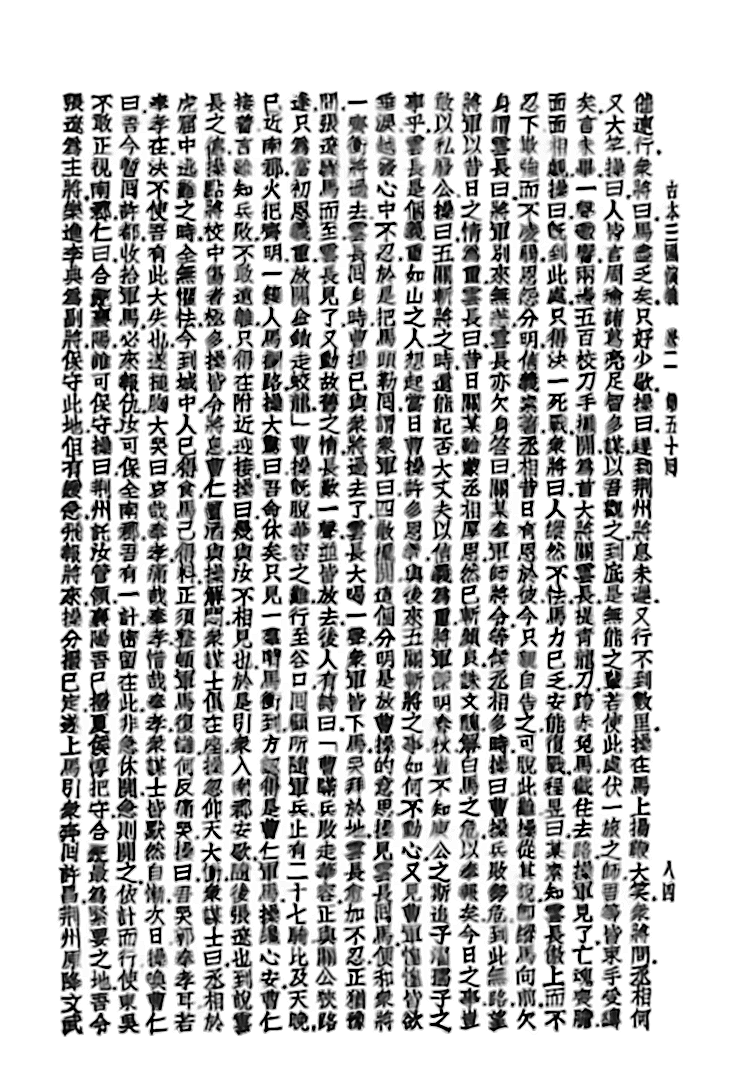 古本三國演義 卷二 第五十回
八四
催速行衆將曰馬盡乏矣只好少歇操曰趕到荆州將息未遲又行不到數里操在馬上揚鞭大笑衆將問丞相何
又大笑操曰人皆言周瑜諸葛亮足智多謀以吾觀之到底是無能之輩若使此處伏一旅之師吾等皆束手受縛
矣言未畢一聲礮響兩邊五百校刀手擺開爲首大將關雲長提青龍刀跨赤兔馬截住去路操軍見了亡魂喪膽
面面相覷操曰旣到此處只得決一死戰衆將曰人縱然不怯馬力已乏安能復戰程昱曰某素知雲長傲上而不
忍下欺強而不凌弱恩怨分明信義素著丞相昔日有恩於彼今只親自告之可脫此難操從其說卽縱馬向前欠
身謂雲長曰將軍別來無恙雲長亦欠身答曰關某奉軍師將令等候丞相多時操曰曹操兵敗勢危到此無路望
將軍以昔日之情爲重雲長曰昔日關某雖蒙丞相厚恩然已斬顏良誅文醜解白馬之危以奉報矣今日之事豈
敢以私廢公操曰五關斬將之時還能記否大丈夫以信義爲重將軍深明春秋豈不知庾公之斯追子濯孺子之
事乎雲長是個義重如山之人想起當日曹操許多恩義與後來五關斬將之事如何不動心又見曹軍惶惶皆欲
垂淚越發心中不忍於是把馬頭勒回謂衆軍曰四散擺開這個分明是放曹操的意思操見雲長回馬便和衆將
一齊衝將過去雲長回身時曹操已與衆將過去了雲長大喝一聲衆軍皆下馬哭拜於地雲長愈加不忍正猶豫
間張遼驟馬而至雲長見了又動故舊之情長歎一聲並皆放去後人有詩曰「曹瞞兵敗走華容正與關公狹路
逢只爲當初恩義重放開金鎖走蛟龍」曹操旣脫華容之難行至谷口回顧所隨軍兵止有二十七騎比及天晚
已近南郡火把齊明一簇人馬攔路操大驚曰吾命休矣只見一羣哨馬衝到方認得是曹仁軍馬操纔心安曹仁
接着言雖知兵敗不敢遠離只得在附近迎接操曰幾與汝不相見也於是引衆入南郡安歇隨後張遼也到說雲
長之德操點將校中傷者極多操皆令將息曹仁置酒與操解悶衆謀士俱在座操忽仰天大慟衆謀士曰丞相於
虎窟中逃難之時全無懼怯今到城中人已得食馬已得料正須整頓軍馬復讎何反痛哭操曰吾哭郭奉孝耳若
奉孝在決不使吾有此大失也遂搥胸大哭曰哀哉奉孝痛哉奉孝惜哉奉孝衆謀士皆默然自慚次日操喚曹仁
曰吾今暫回許都收拾軍馬必來報仇汝可保全南郡吾有一計密留在此非急休開急則開之依計而行使東吳
不敢正視南郡仁曰合淝襄陽誰可保守操曰荆州託汝管領襄陽吾已撥夏侯惇把守合淝最爲緊要之地吾令
張遼爲主將樂進李典爲副將保守此地但有緩急飛報將來操分撥已定遂上馬引衆奔回許昌荆州原降文武